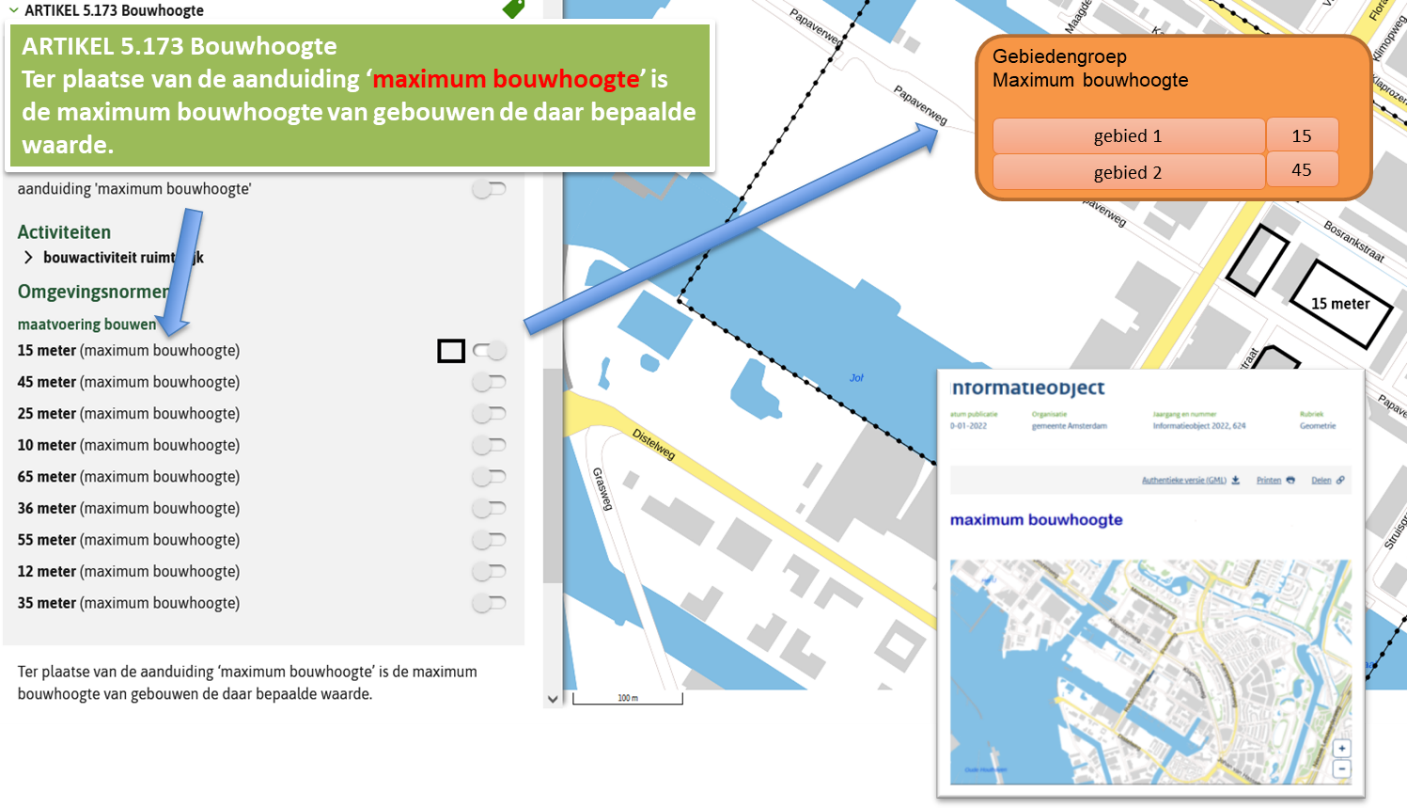 ARTIKEL 5.173 Bouwhoogte
ARTIKEL 5.173 Bouwhoogte
Ter plaatse van de aanduiding ‘maximum bouwhoogte’ is
de maximum bouwhoogte van gebouwen de daar bepaalde
waarde.
aanduiding 'maximum bouwhoogte'
Activiteiten
bouwactiviteit
Omgevingsnormen
maatvoering bouwen
15 meter (maximum bouwhoogte)
45 meter (maximum bouwhoogte)
25 meter (maximum bouwhoogte)
10 meter (maximum bouwhoogte)
65 meter (maximum bouwhoogte)
36 meter (maximum bouwhoogte)
55 meter (maximum bouwhoogte)
12 meter (maximum bouwhoogte)
35 meter (maximum bouwhoogte)
Ter plaatse van de aanduiding ‘maximum bouwhoogte’ is de maximum
bouwhoogte van gebouwen de daar bepaalde waarde.
Papaverweg
Papaverweg
Gebiedengroep
Maximum bouwhoogte
gebied 1 15
gebied 2 45
Klimopweg
Bosrankstraat
15 meter
Distelweg
Grasweg
100 m
nformatieobject
atum publicatie Organisatie Jaargang en nummer Rubriek
0-01-2022 gemeente Amsterdam Informatieobject 2022, 624 Geometrie
Authentieke versie (GML) Printen Delen
maximum bouwhoogte
+
−